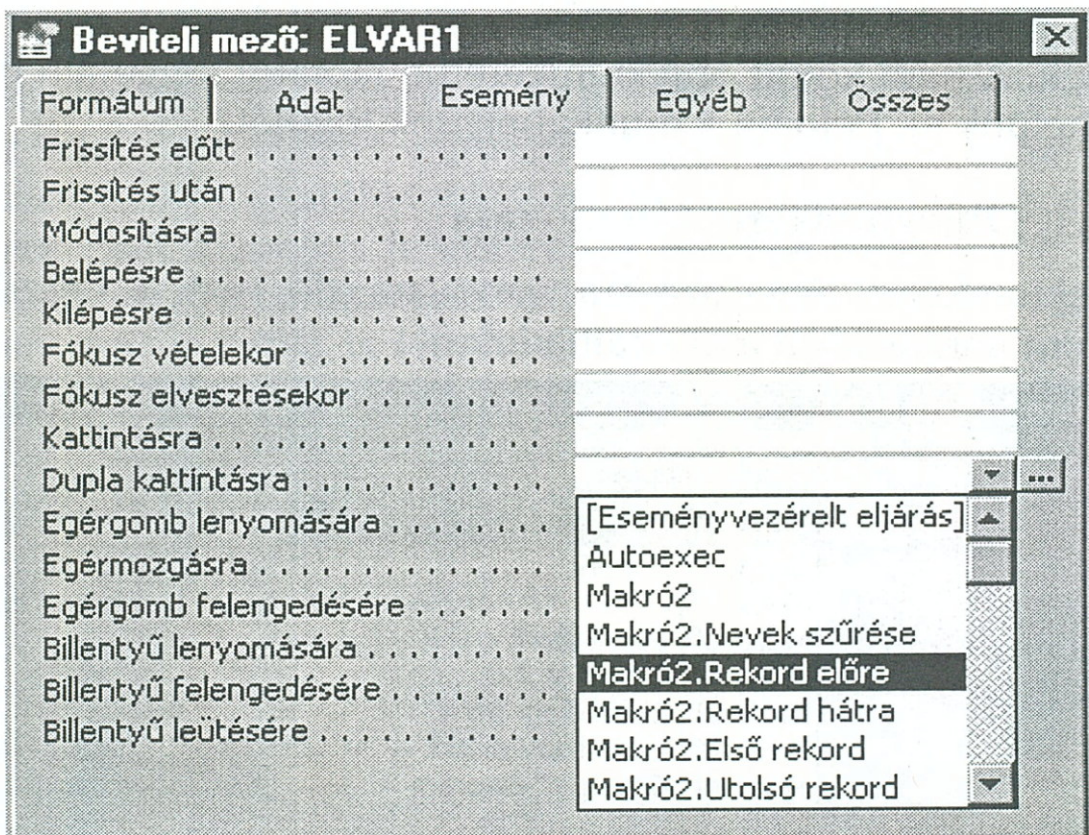 Beviteli mező: ELVAR1
Formátum Adat Esemény Egyéb Összes
Frissítés előtt . . . . . . . . . . . . . . . .
Frissítés után . . . . . . . . . . . . . . . .
Módosításra . . . . . . . . . . . . . . . . .
Belépésre . . . . . . . . . . . . . . . . . .
Kilépésre . . . . . . . . . . . . . . . . . . .
Fókusz vételekor . . . . . . . . . . . . .
Fókusz elvesztésekor . . . . . . . . . .
Kattintásra . . . . . . . . . . . . . . . . . .
Dupla kattintásra . . . . . . . . . . . . . ...
Egérgomb lenyomására . . . . . . . .
Egérmozgásra . . . . . . . . . . . . . . .
Egérgomb felengedésére . . . . . . .
Billentyű lenyomására . . . . . . . . .
Billentyű felengedésére . . . . . . . .
Billentyű leütésére . . . . . . . . . . . .
[Eseményvezérelt eljárás]
Autoexec
Makró2
Makró2.Nevek szűrése
Makró2.Rekord előre
Makró2.Rekord hátra
Makró2.Első rekord
Makró2.Utolsó rekord